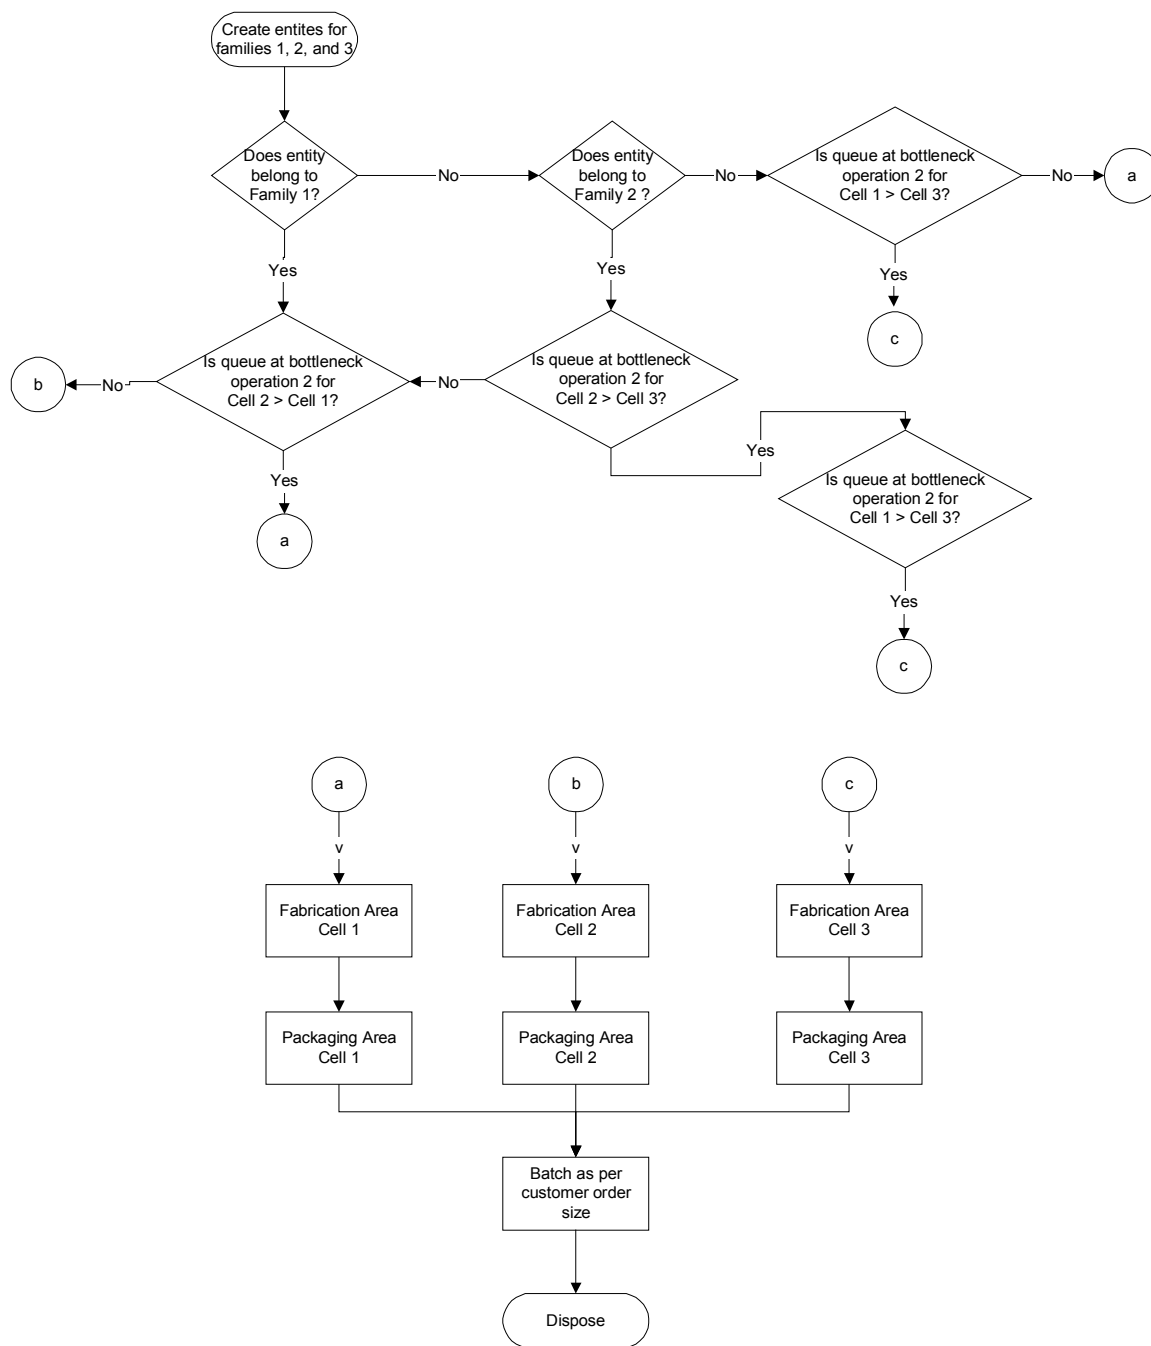 Create entites for
families 1, 2, and 3
Does entity
belong to
Family 1?
No
Does entity
belong to
Family 2 ?
No
Is queue at bottleneck
operation 2 for
Cell 1 > Cell 3?
No
a
Yes
Yes
Yes
c
b
No
Is queue at bottleneck
operation 2 for
Cell 2 > Cell 1?
No
Is queue at bottleneck
operation 2 for
Cell 2 > Cell 3?
Yes
Is queue at bottleneck
operation 2 for
Cell 1 > Cell 3?
Yes
a
Yes
c
a
b
c
v
v
v
Fabrication Area
Cell 1
Fabrication Area
Cell 2
Fabrication Area
Cell 3
Packaging Area
Cell 1
Packaging Area
Cell 2
Packaging Area
Cell 3
Batch as per
customer order
size
Dispose